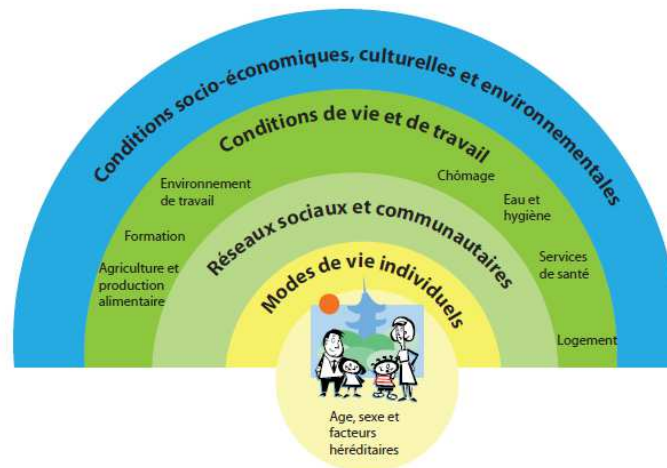 Conditions socio-économiques, culturelles et environnementales
Conditions de vie et de travail
Environnement
de travail
Formation
Agriculture et
production
alimentaire
Chômage
Eau et
hygiène
Services
de santé
Logement
Réseaux sociaux et communautaires
Modes de vie individuels
Age, sexe et
facteurs
héréditaires